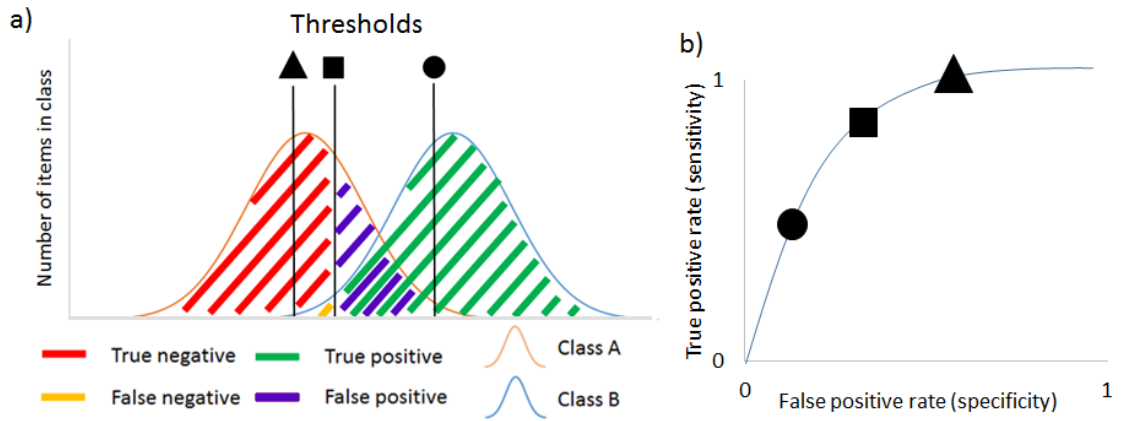 a)
Thresholds
Number of items in class
True negative
True positive
Class A
False negative
False positive
Class B
b)
1
True positive rate (sensitivity)
0
0
1
False positive rate (specificity)